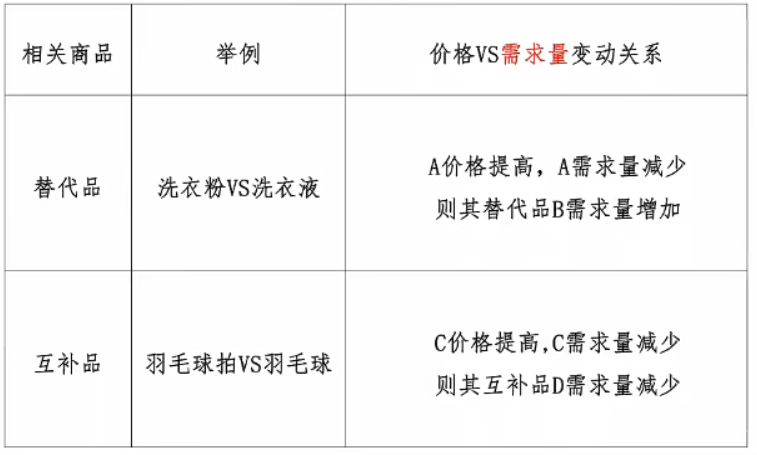 相关商品
举例
价格VS需求量变动关系
替代品
洗衣粉VS洗衣液
A价格提高，A需求量减少
则其替代品B需求量增加
互补品
羽毛球拍VS羽毛球
C价格提高,C需求量减少
则其互补品D需求量减少